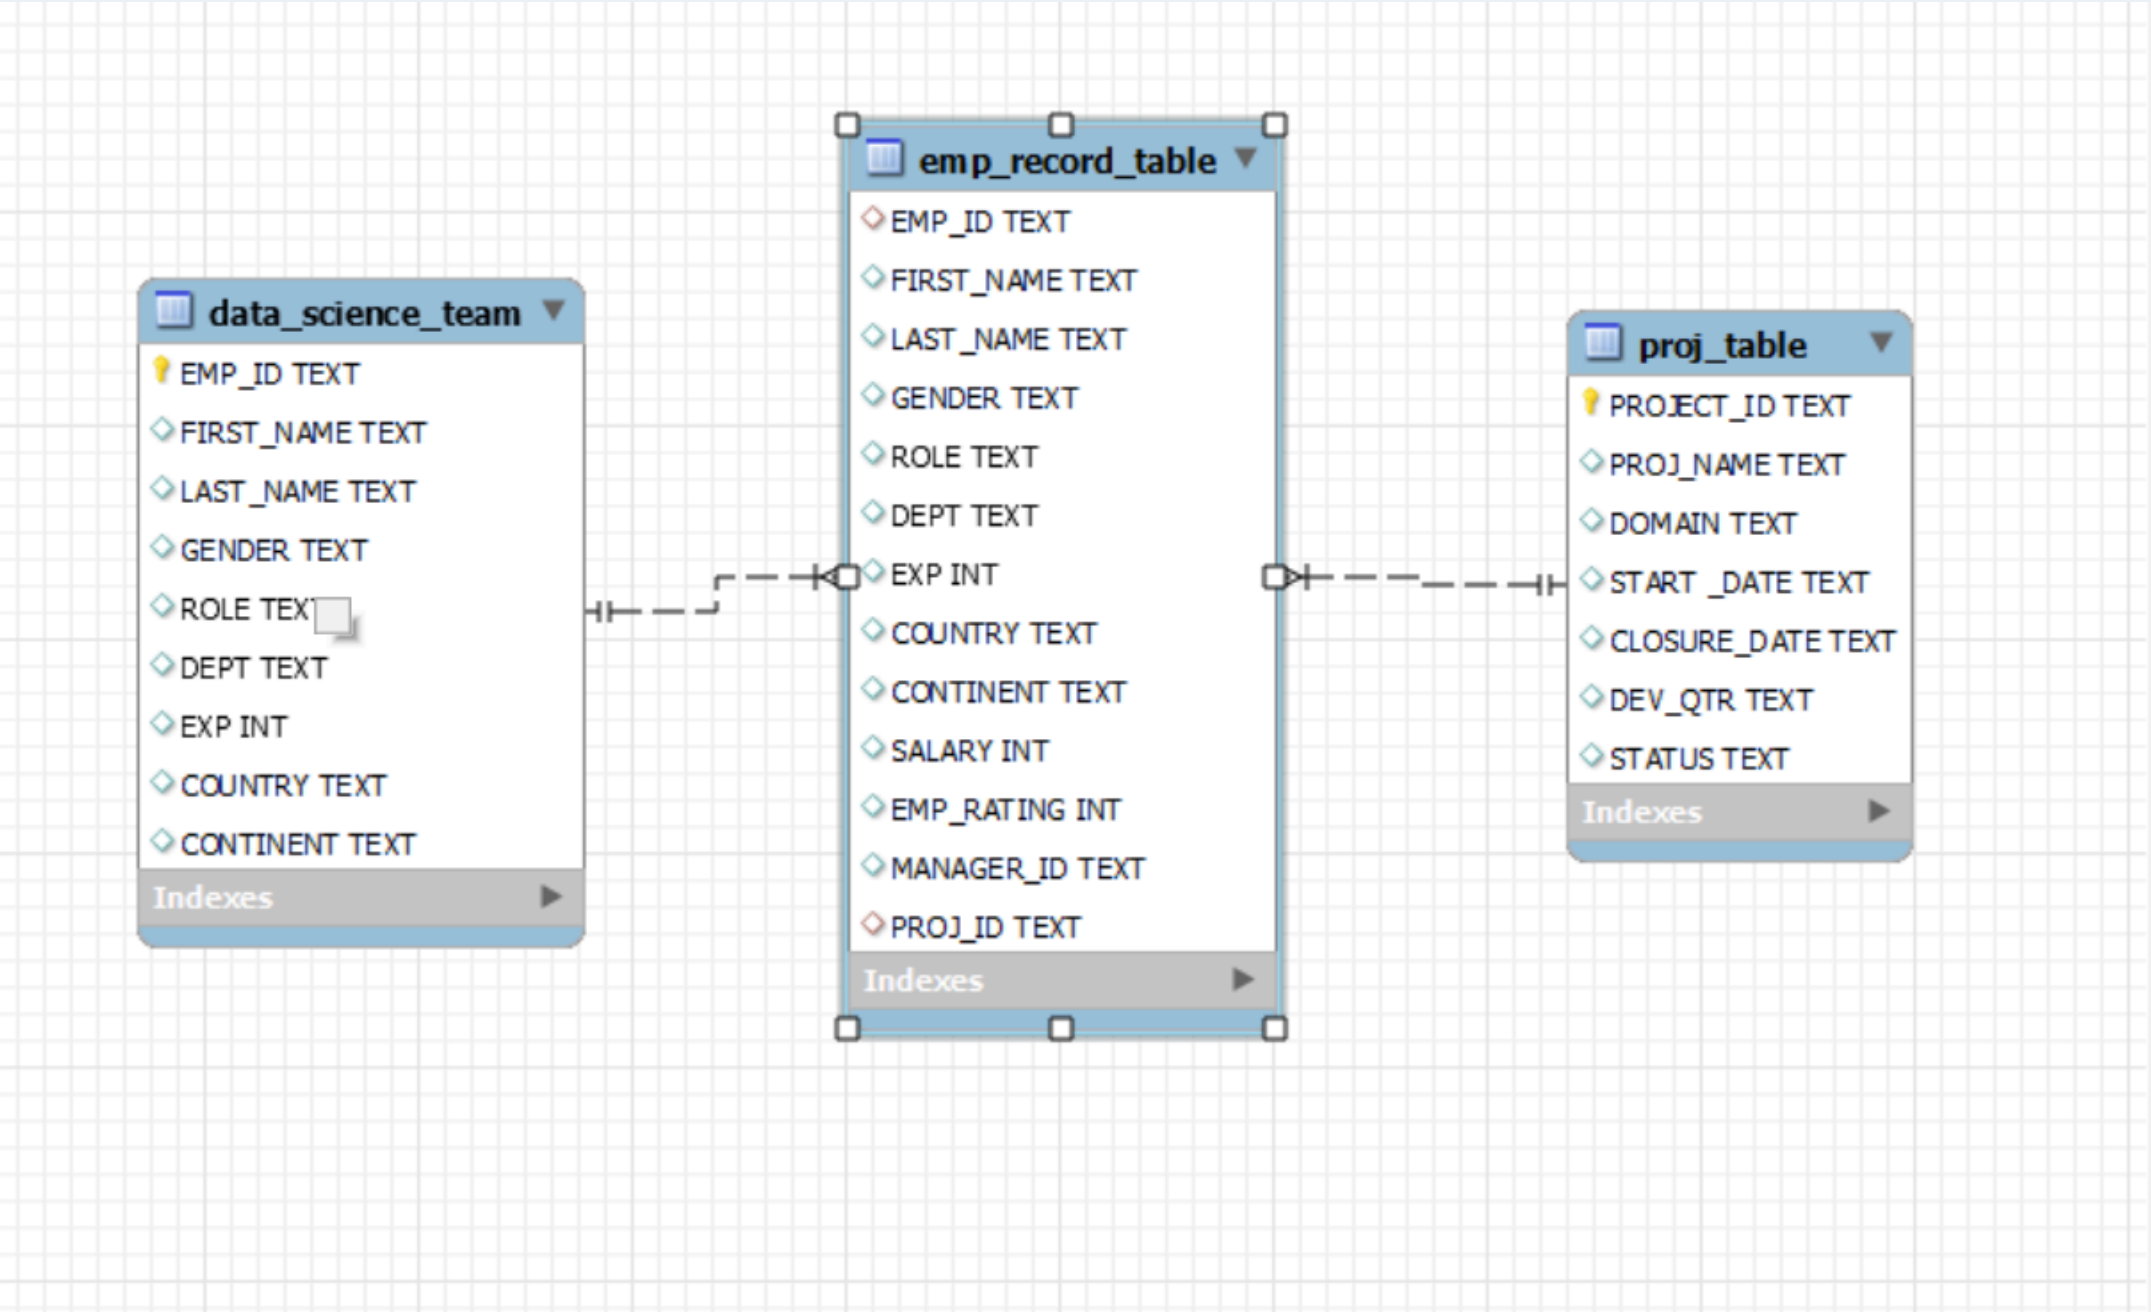 data_science_team
EMP_ID TEXT
FIRST_NAME TEXT
LAST_NAME TEXT
GENDER TEXT
ROLE TEXT
DEPT TEXT
EXP INT
COUNTRY TEXT
CONTINENT TEXT
Indexes
emp_record_table
EMP_ID TEXT
FIRST_NAME TEXT
LAST_NAME TEXT
GENDER TEXT
ROLE TEXT
DEPT TEXT
EXP INT
COUNTRY TEXT
CONTINENT TEXT
SALARY INT
EMP_RATING INT
MANAGER_ID TEXT
PROJ_ID TEXT
Indexes
proj_table
PROJECT_ID TEXT
PROJ_NAME TEXT
DOMAIN TEXT
START _DATE TEXT
CLOSURE_DATE TEXT
DEV_QTR TEXT
STATUS TEXT
Indexes